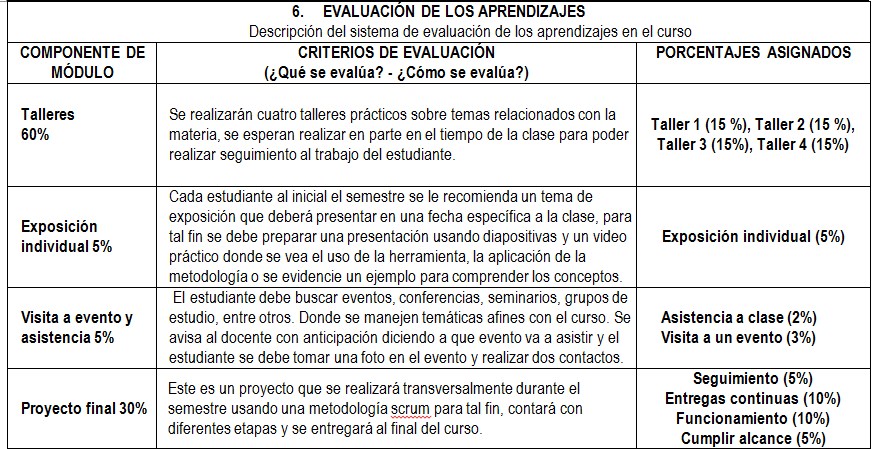 6. EVALUACIÓN DE LOS APRENDIZAJES
Descripción del sistema de evaluación de los aprendizajes en el curso
COMPONENTE DE
MÓDULO
CRITERIOS DE EVALUACIÓN
(¿Qué se evalúa? - ¿Cómo se evalúa?)
PORCENTAJES ASIGNADOS
Talleres
60%
Se realizarán cuatro talleres prácticos sobre temas relacionados con la
materia, se esperan realizar en parte en el tiempo de la clase para poder
realizar seguimiento al trabajo del estudiante.
Taller 1 (15 %), Taller 2 (15 %),
Taller 3 (15%), Taller 4 (15%)
Exposición
individual 5%
Cada estudiante al inicial el semestre se le recomienda un tema de
exposición que deberá presentar en una fecha específica a la clase, para
tal fin se debe preparar una presentación usando diapositivas y un video
práctico donde se vea el uso de la herramienta, la aplicación de la
metodología o se evidencie un ejemplo para comprender los conceptos.
Exposición individual (5%)
Visita a evento y
asistencia 5%
El estudiante debe buscar eventos, conferencias, seminarios, grupos de
estudio, entre otros. Donde se manejen temáticas afines con el curso. Se
avisa al docente con anticipación diciendo a que evento va a asistir y el
estudiante se debe tomar una foto en el evento y realizar dos contactos.
Asistencia a clase (2%)
Visita a un evento (3%)
Proyecto final 30%
Este es un proyecto que se realizará transversalmente durante el
semestre usando una metodología scrum para tal fin, contará con
diferentes etapas y se entregará al final del curso.
Seguimiento (5%)
Entregas continuas (10%)
Funcionamiento (10%)
Cumplir alcance (5%)